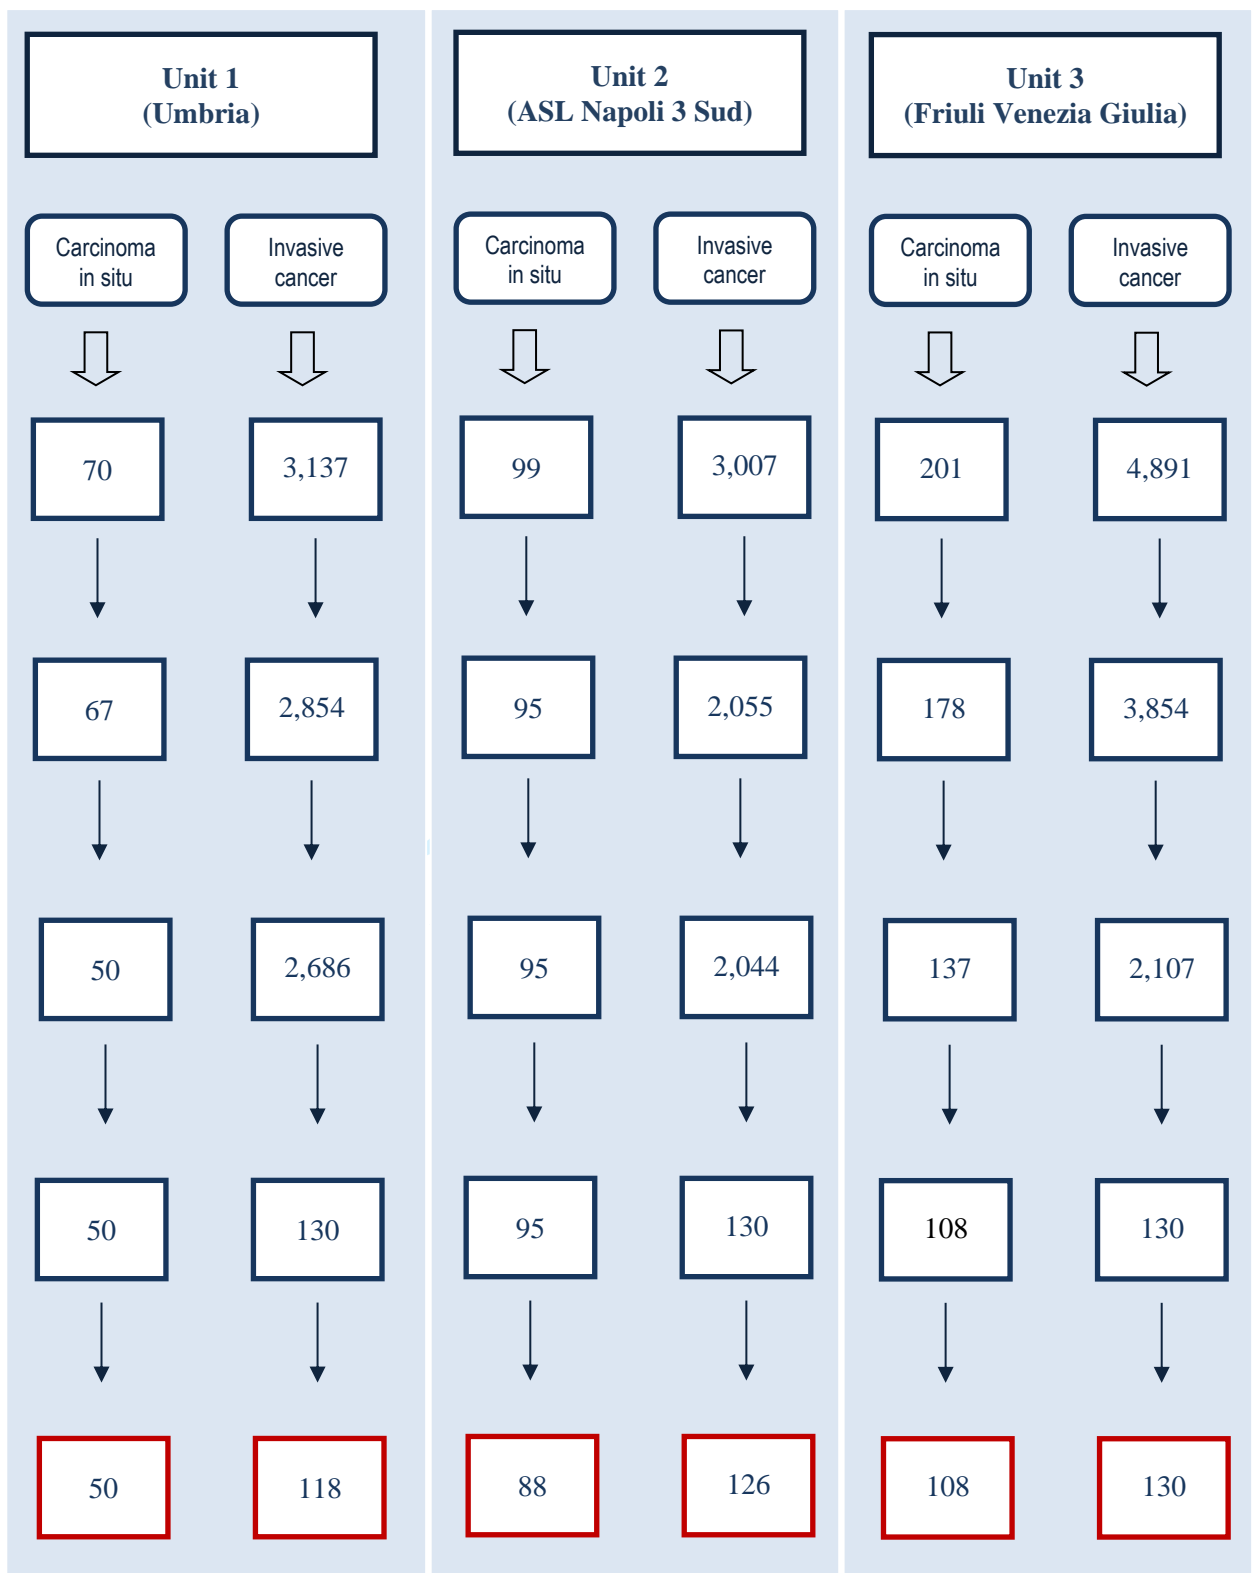 Unit 1
(Umbria)
Unit 2
(ASL Napoli 3 Sud)
Unit 3
(Friuli Venezia Giulia)
Carcinoma
in situ
Invasive
cancer
Carcinoma
in situ
Invasive
cancer
Carcinoma
in situ
Invasive
cancer
70
3,137
99
3,007
201
4,891
67
2,854
95
2,055
178
3,854
50
2,686
95
2,044
137
2,107
50
130
95
130
108
130
50
118
88
126
108
130